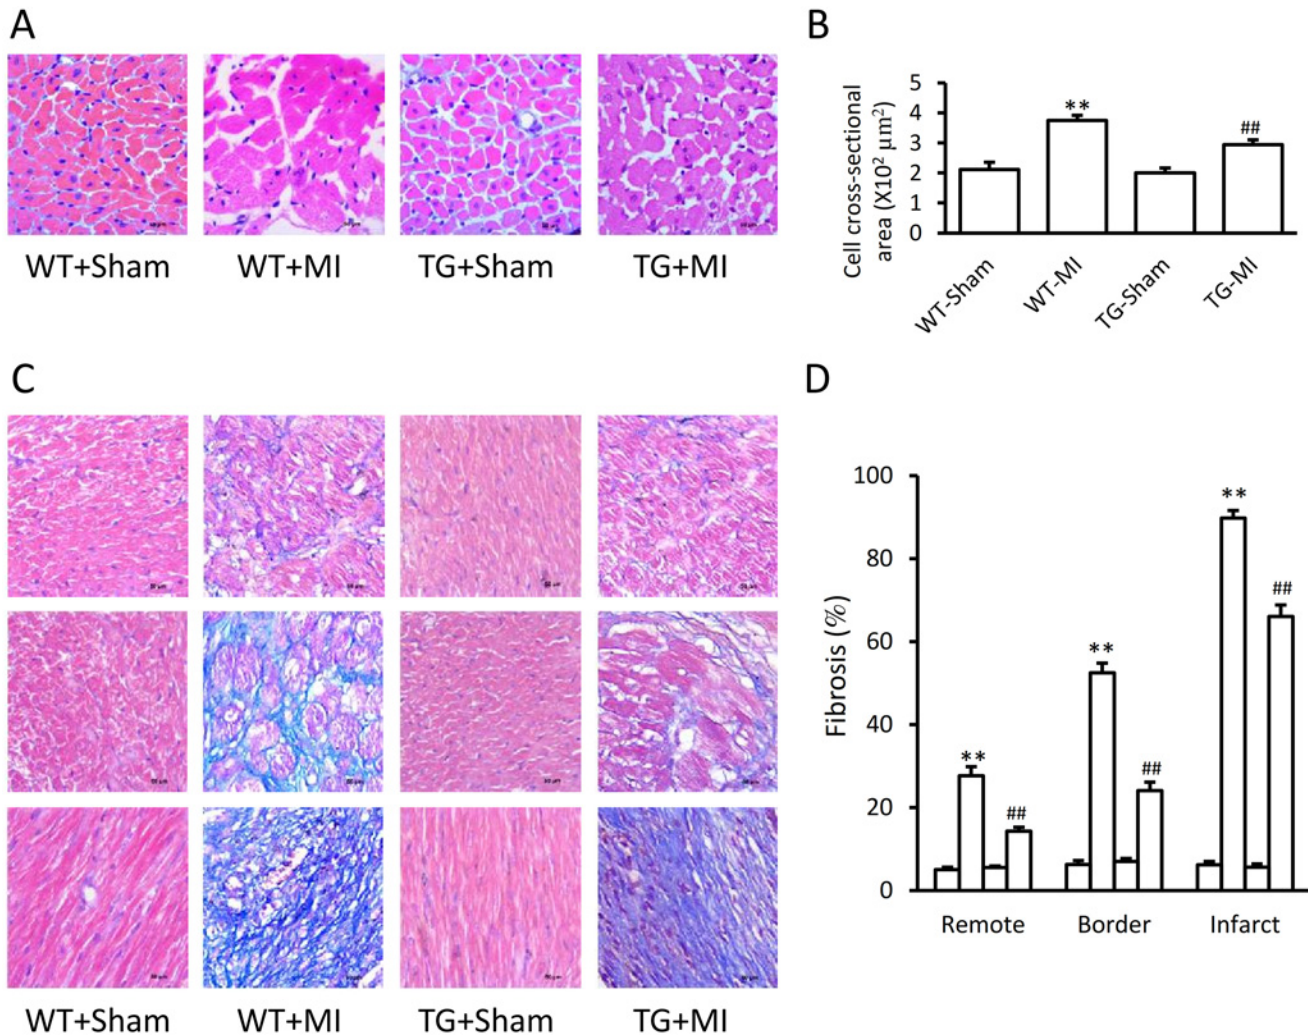 A
WT+Sham
WT+MI
TG+Sham
TG+MI
B
Cell cross-sectional
area (X10² µm²)
5
4
3
2
1
0
**
##
WT-Sham
WT-MI
TG-Sham
TG-MI
C
WT+Sham
WT+MI
TG+Sham
TG+MI
D
Fibrosis (%)
100
80
60
40
20
0
**
##
**
##
**
##
Remote
Border
Infarct